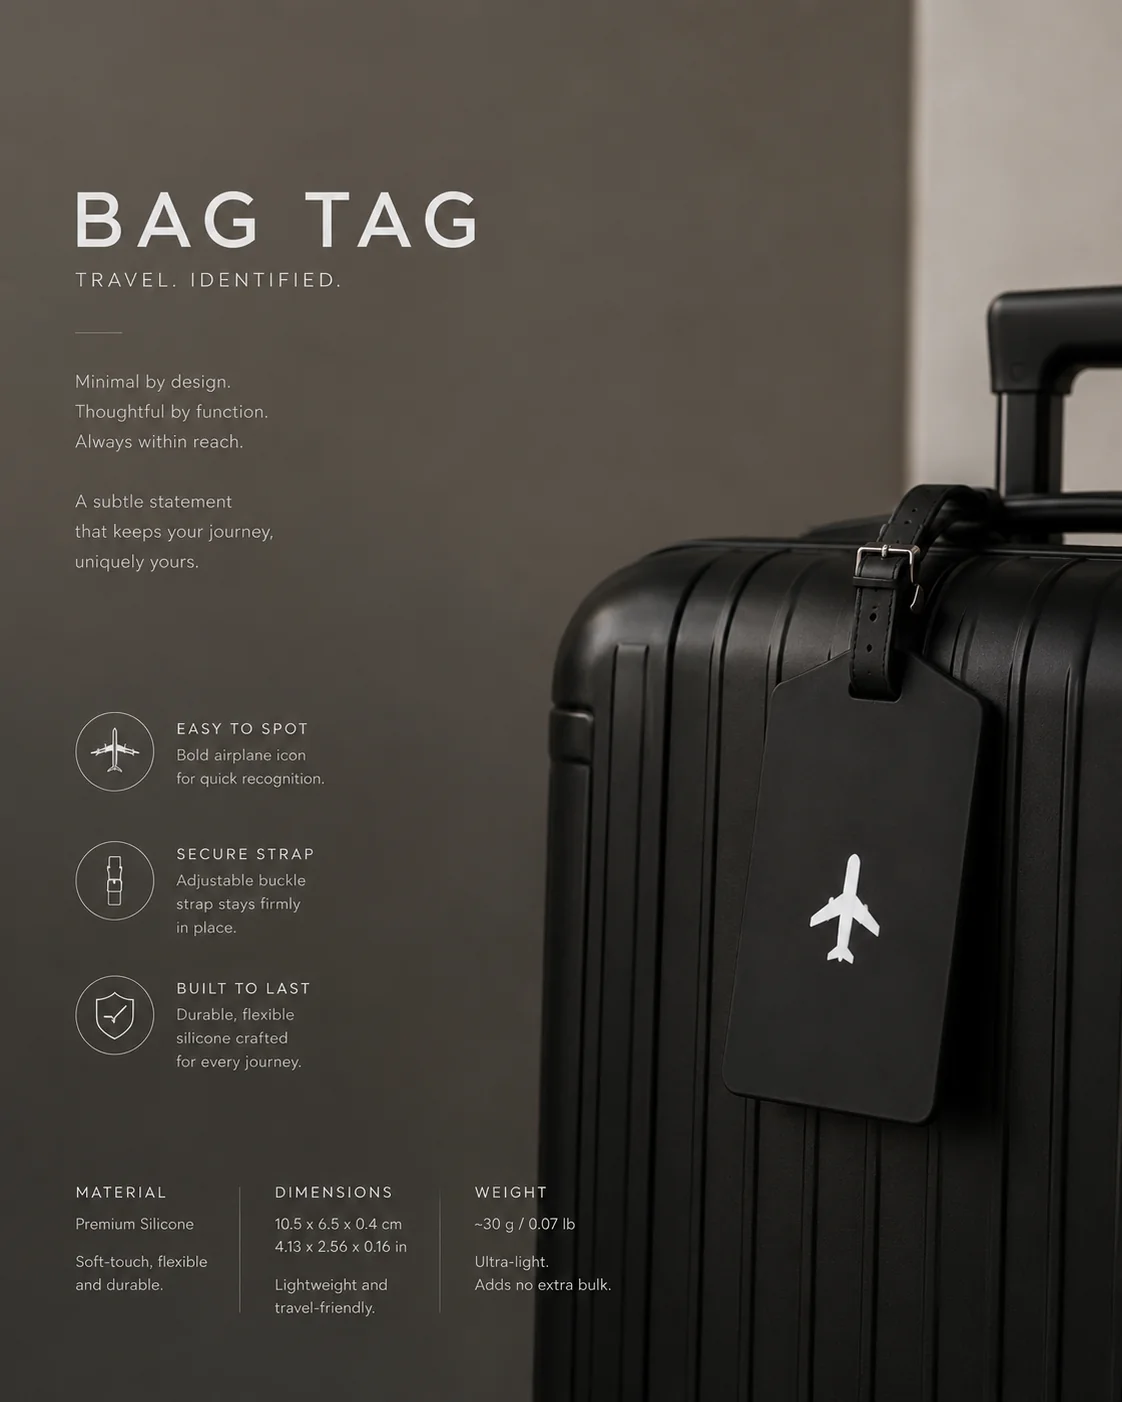 BAG TAG
TRAVEL. IDENTIFIED.
Minimal by design.
Thoughtful by function.
Always within reach.
A subtle statement
that keeps your journey,
uniquely yours.
EASY TO SPOT
Bold airplane icon
for quick recognition.
SECURE STRAP
Adjustable buckle
strap stays firmly
in place.
BUILT TO LAST
Durable, flexible
silicone crafted
for every journey.
MATERIAL
Premium Silicone
Soft-touch, flexible
and durable.
DIMENSIONS
10.5 x 6.5 x 0.4 cm
4.13 x 2.56 x 0.16 in
Lightweight and
travel-friendly.
WEIGHT
~30 g / 0.07 lb
Ultra-light.
Adds no extra bulk.